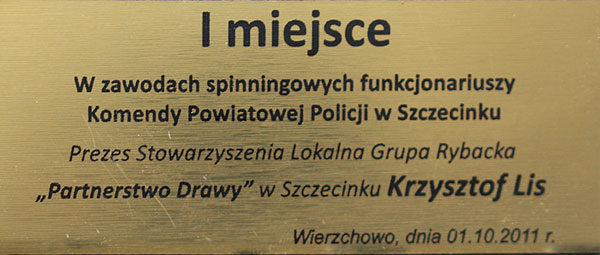 I miejsce
W zawodach spinningowych funkcjonariuszy
Komendy Powiatowej Policji w Szczecinku
Prezes Stowarzyszenia Lokalna Grupa Rybacka
„Partnerstwo Drawy” w Szczecinku Krzysztof Lis
Wierzchowo, dnia 01.10.2011 r.